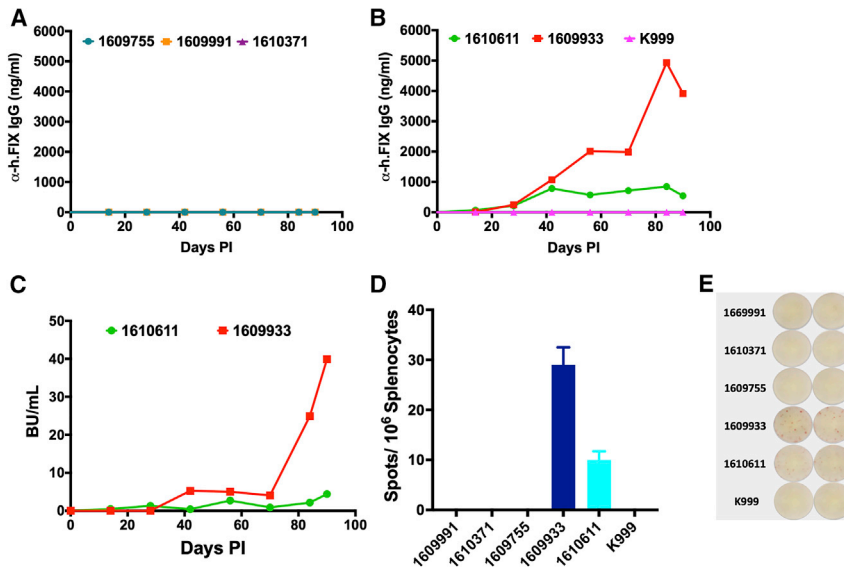 A
1609755 1609991 1610371
α-h.FIX IgG (ng/ml)
6000
5000
4000
3000
2000
1000
0
0 20 40 60 80 100
Days PI
B
1610611 1609933 K999
α-h.FIX IgG (ng/ml)
6000
5000
4000
3000
2000
1000
0
0 20 40 60 80 100
Days PI
C
1610611 1609933
BU/mL
50
40
30
20
10
0
0 20 40 60 80 100
Days PI
D
Spots/ 10⁶ Splenocytes
40
30
20
10
0
1609991 1610371 1609755 1609933 1610611 K999
E
1669991
1610371
1609755
1609933
1610611
K999